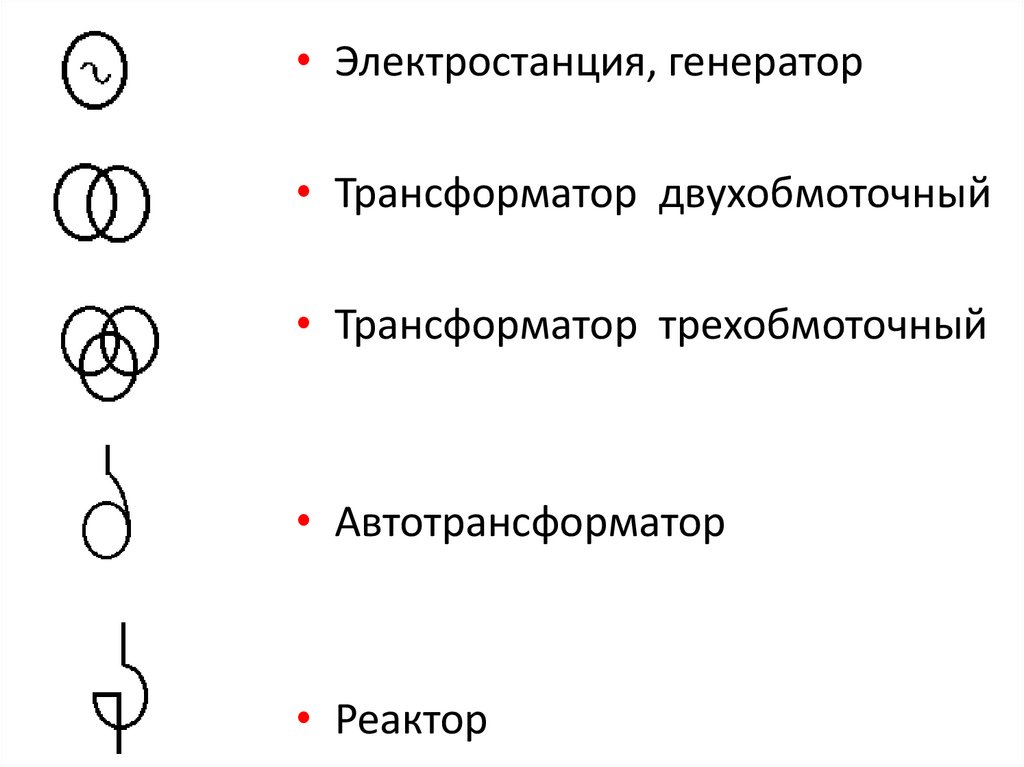 • Электростанция, генератор
• Трансформатор двухобмоточный
• Трансформатор трехобмоточный
• Автотрансформатор
• Реактор